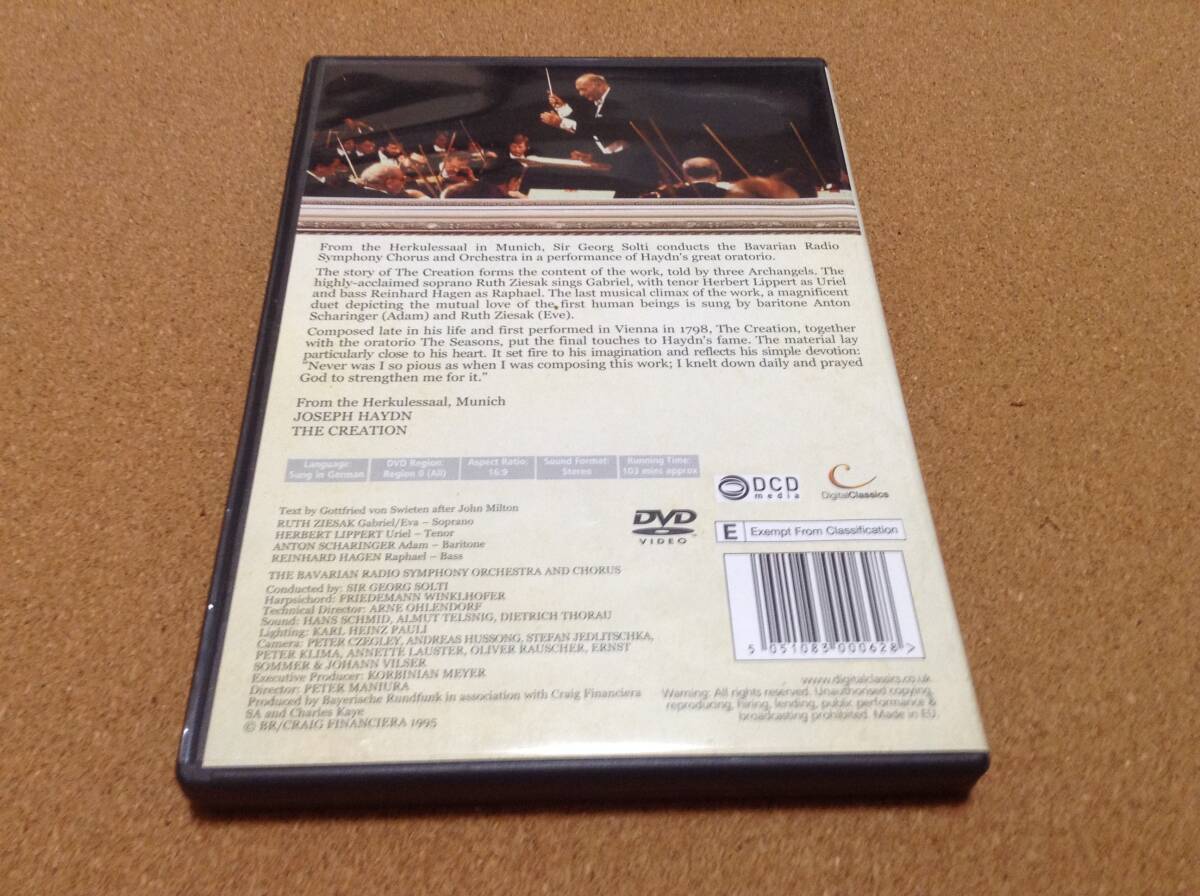 From the Herkulessaal in Munich, Sir Georg Solti conducts the Bavarian Radio
Symphony Chorus and Orchestra in a performance of Haydn's great oratorio.
The story of The Creation forms the content of the work, told by three Archangels. The
highly-acclaimed soprano Ruth Ziesak sings Gabriel, with tenor Herbert Lippert as Uriel
and bass Reinhard Hagen as Raphael. The last musical climax of the work, a magnificent
duet depicting the mutual love of the first human beings is sung by baritone Anton
Scharinger (Adam) and Ruth Ziesak (Eve).
Composed late in his life and first performed in Vienna in 1798, The Creation, together
with the oratorio The Seasons, put the final touches to Haydn's fame. The material lay
particularly close to his heart. It set fire to his imagination and reflects his simple devotion:
"Never was I so pious as when I was composing this work; I knelt down daily and prayed
God to strengthen me for it."
From the Herkulessaal, Munich
JOSEPH HAYDN
THE CREATION
Language: Sung in German
DVD Region: Region 0 (All)
Aspect Ratio: 16:9
Sound Format: Stereo
Running Time: 103 mins approx
DCD
media
DigitalClassics
Text by Gottfried von Swieten after John Milton
RUTH ZIESAK Gabriel/Eva – Soprano
HERBERT LIPPERT Uriel – Tenor
ANTON SCHARINGER Adam – Baritone
REINHARD HAGEN Raphael – Bass
DVD
VIDEO
E Exempt From Classification
THE BAVARIAN RADIO SYMPHONY ORCHESTRA AND CHORUS
Conducted by: SIR GEORG SOLTI
Harpsichord: FRIEDEMANN WINKLHOFER
Technical Director: ARNE OHLENDORF
Sound: HANS SCHMID, ALMUT TELSNIG, DIETRICH THORAU
Lighting: KARL HEINZ PAULI
Camera: PETER CZEGLEY, ANDREAS HUSSONG, STEFAN JEDLITSCHKA,
PETER KLIMA, ANNETTE LAUSTER, OLIVER RAUSCHER, ERNST
SOMMER & JOHANN VILSER
Executive Producer: KORBINIAN MEYER
Director: PETER MANIURA
Produced by Bayerische Rundfunk in association with Craig Financiera
SA and Charles Kaye
© BR/CRAIG FINANCIERA 1995
5 051083 000628 >
www.digitalclassics.co.uk
Warning: All rights reserved. Unauthorised copying,
reproducing, hiring, lending, public performance &
broadcasting prohibited. Made in EU.